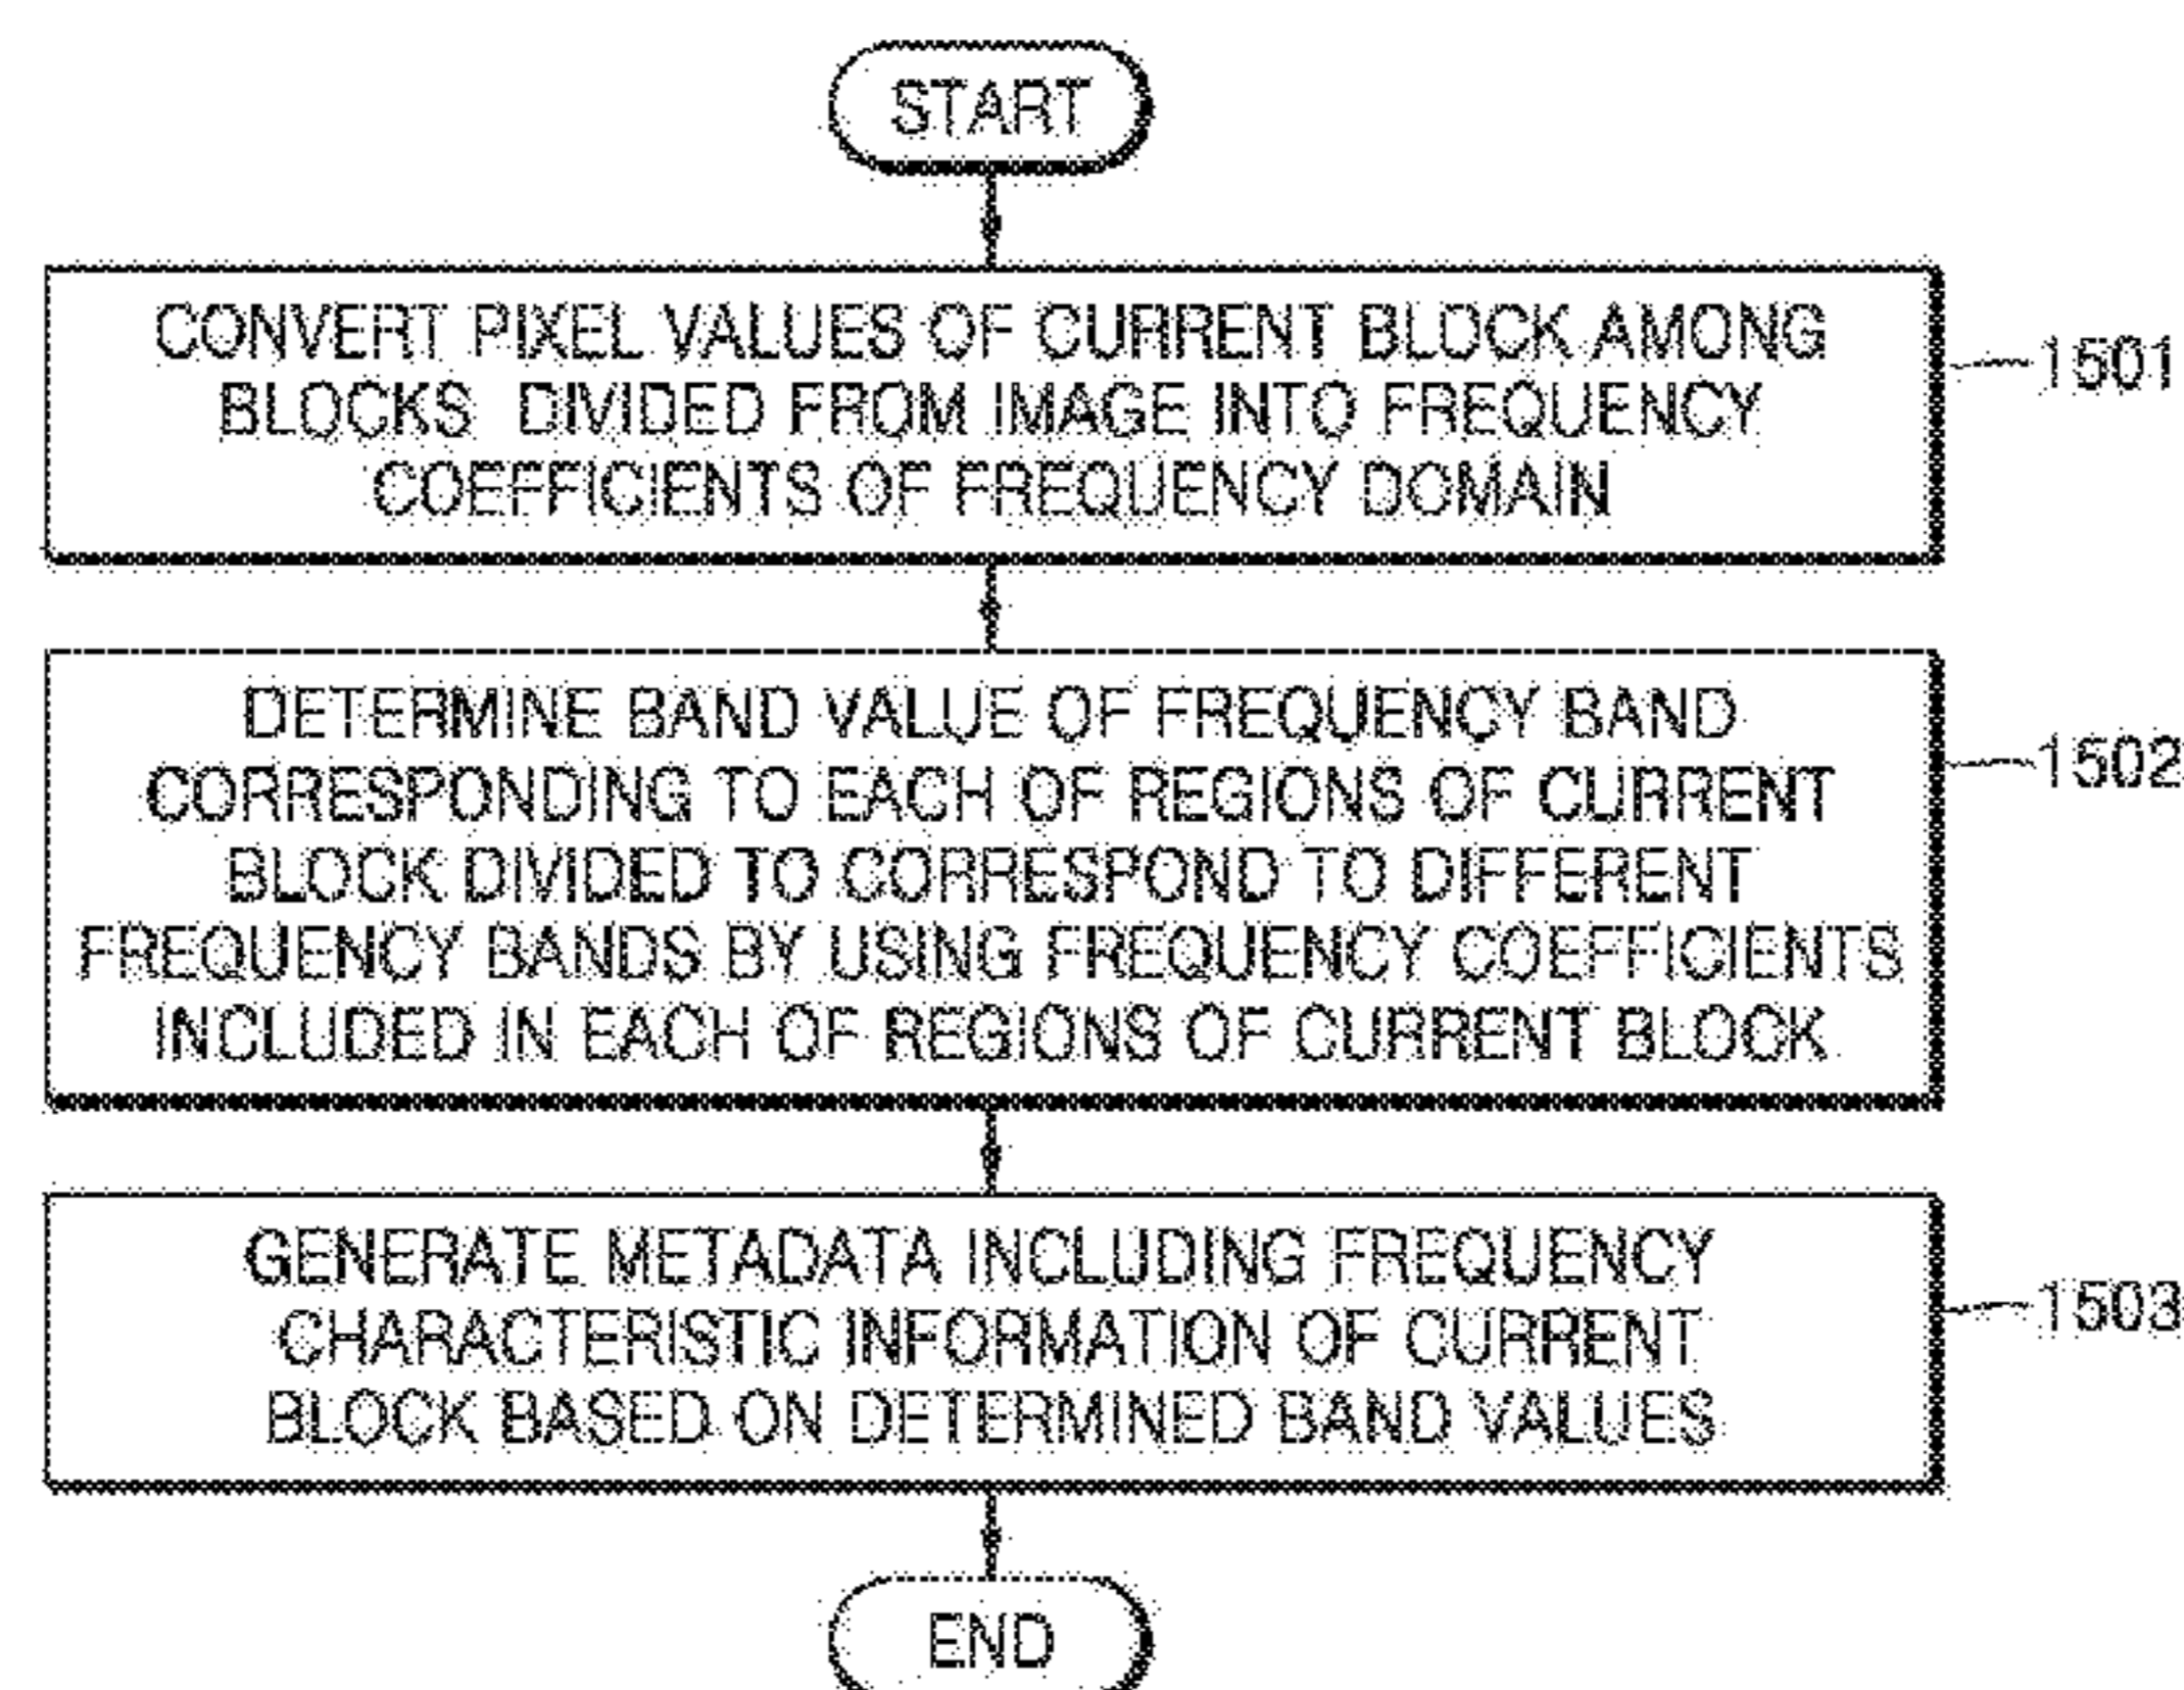 START
CONVERT PIXEL VALUES OF CURRENT BLOCK AMONG
BLOCKS DIVIDED FROM IMAGE INTO FREQUENCY
COEFFICIENTS OF FREQUENCY DOMAIN
1501
DETERMINE BAND VALUE OF FREQUENCY BAND
CORRESPONDING TO EACH OF REGIONS OF CURRENT
BLOCK DIVIDED TO CORRESPOND TO DIFFERENT
FREQUENCY BANDS BY USING FREQUENCY COEFFICIENTS
INCLUDED IN EACH OF REGIONS OF CURRENT BLOCK
1502
GENERATE METADATA INCLUDING FREQUENCY
CHARACTERISTIC INFORMATION OF CURRENT
BLOCK BASED ON DETERMINED BAND VALUES
1503
END